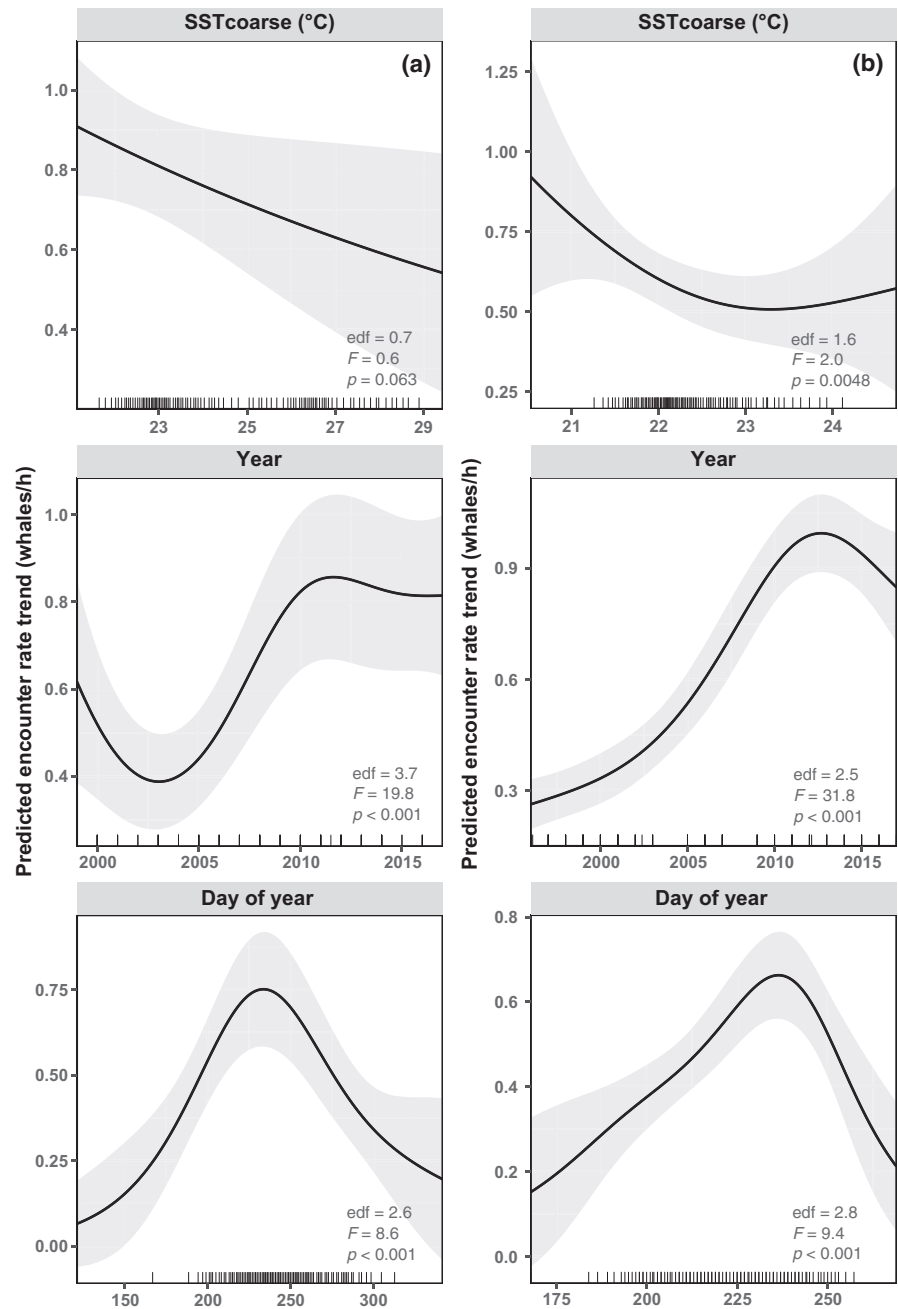 SSTcoarse (°C)
(a)
1.0
0.8
0.6
0.4
edf = 0.7
F = 0.6
p = 0.063
23
25
27
29
SSTcoarse (°C)
(b)
1.25
1.00
0.75
0.50
0.25
edf = 1.6
F = 2.0
p = 0.0048
21
22
23
24
Predicted encounter rate trend (whales/h)
Year
1.0
0.8
0.6
0.4
edf = 3.7
F = 19.8
p < 0.001
2000
2005
2010
2015
Predicted encounter rate trend (whales/h)
Year
0.9
0.6
0.3
edf = 2.5
F = 31.8
p < 0.001
2000
2005
2010
2015
Day of year
0.75
0.50
0.25
0.00
edf = 2.6
F = 8.6
p < 0.001
150
200
250
300
Day of year
0.8
0.6
0.4
0.2
0.0
edf = 2.8
F = 9.4
p < 0.001
175
200
225
250